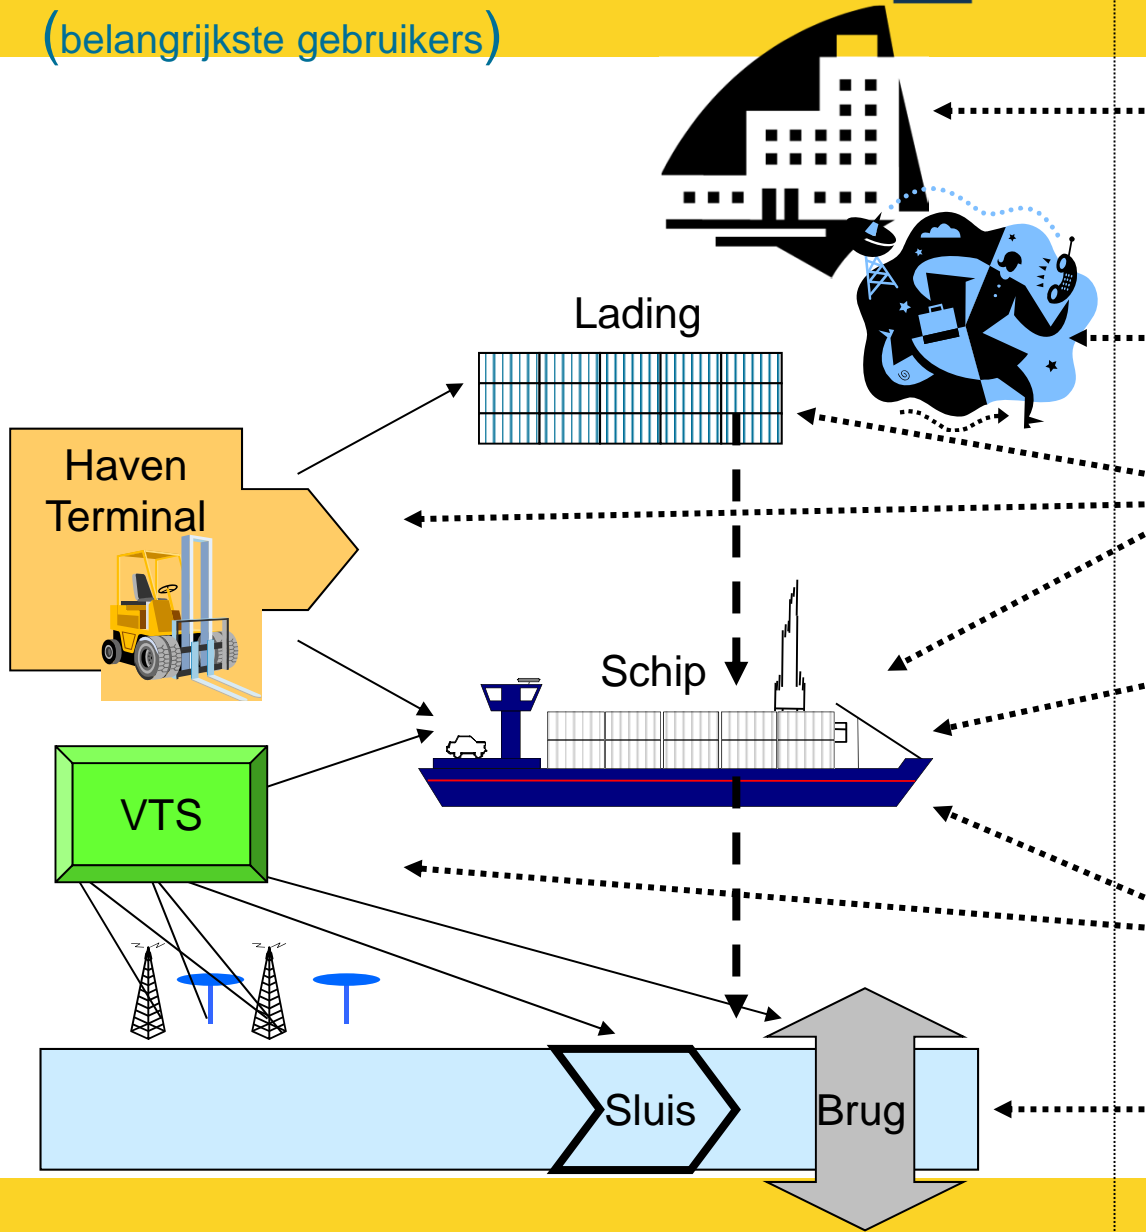 (belangrijkste gebruikers)
Lading
Haven
Terminal
Schip
VTS
Sluis
Brug